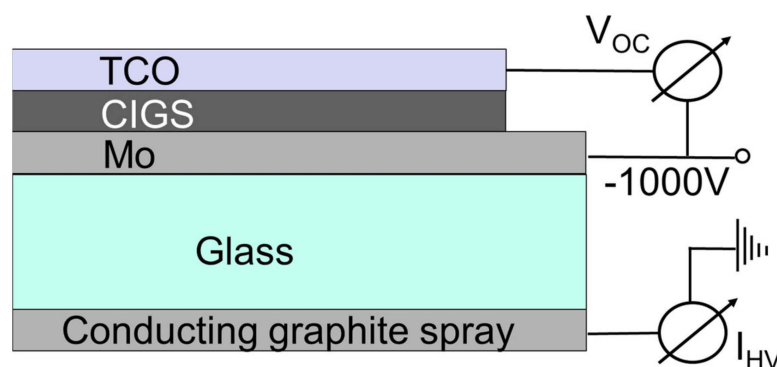 V_OC
TCO
CIGS
Mo
-1000V
Glass
Conducting graphite spray
I_HV